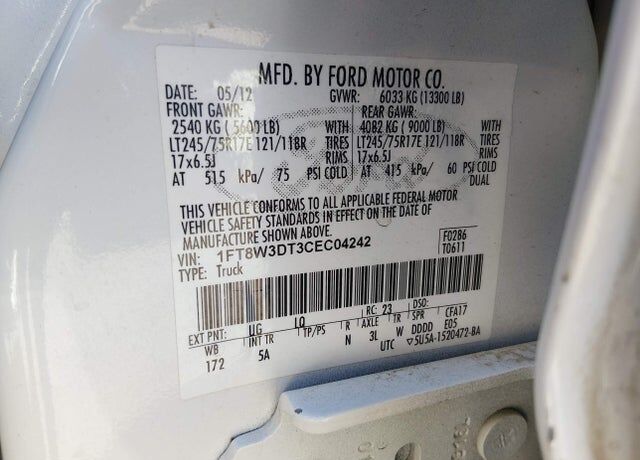 MFD. BY FORD MOTOR CO.
DATE: 05/12 GVWR: 6033 KG (13300 LB)
FRONT GAWR: REAR GAWR:
2540 KG ( 5600 LB) WITH 4082 KG ( 9000 LB) WITH
LT245/75R17E 121/118R TIRES LT245/75R17E 121/118R TIRES
17x6.5J RIMS 17x6.5J RIMS
AT 515 kPa/ 75 PSI COLD AT 415 kPa/ 60 PSI COLD
DUAL
THIS VEHICLE CONFORMS TO ALL APPLICABLE FEDERAL MOTOR
VEHICLE SAFETY STANDARDS IN EFFECT ON THE DATE OF
MANUFACTURE SHOWN ABOVE.
VIN: 1FT8W3DT3CEC04242 F0286
TYPE: Truck T0611
EXT PNT: UG LQ RC: 23 DSO:
WB INT TR TP/PS R AXLE TR SPR CFA17
172 5A N 3L W DDDD E05
UTC ▽5U5A-1520472-BA